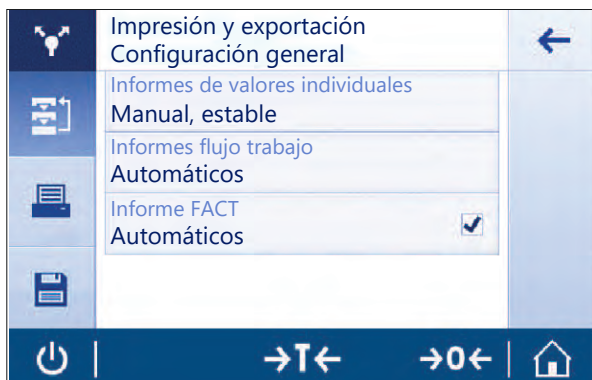 Impresión y exportación
Configuración general
Informes de valores individuales
Manual, estable
Informes flujo trabajo
Automáticos
Informe FACT
Automáticos
→T← →0←